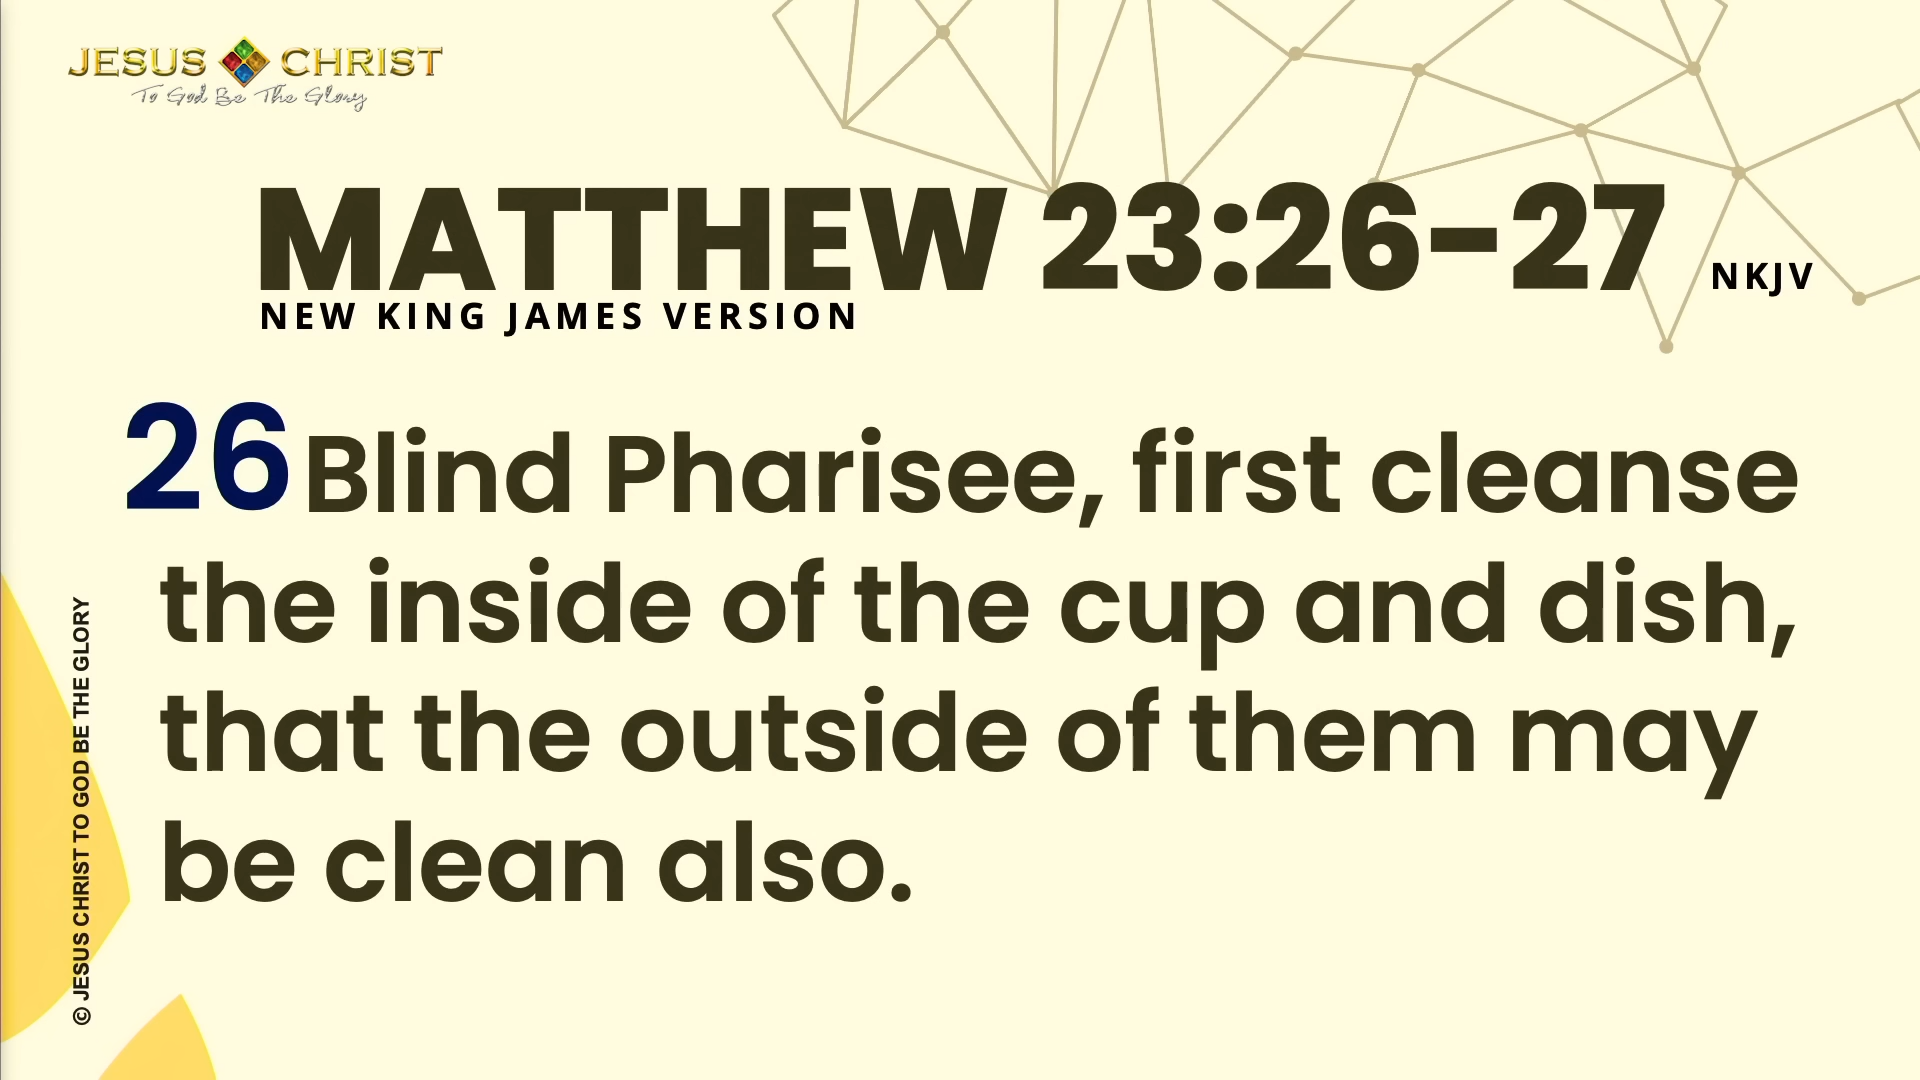 JESUS CHRIST
To God Be The Glory
MATTHEW 23:26-27 NKJV
NEW KING JAMES VERSION
26 Blind Pharisee, first cleanse
the inside of the cup and dish,
that the outside of them may
be clean also.
© JESUS CHRIST TO GOD BE THE GLORY